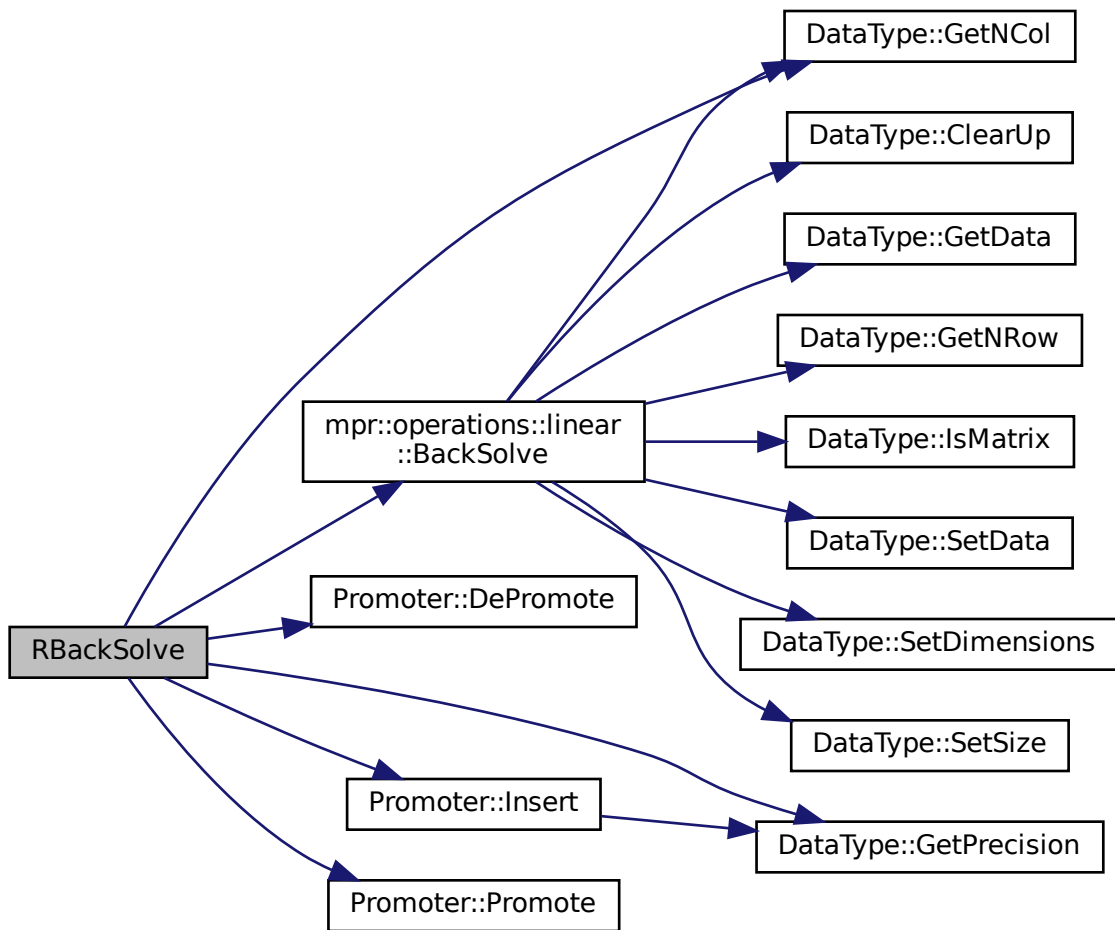 DataType::GetNCol
DataType::ClearUp
DataType::GetData
DataType::GetNRow
mpr::operations::linear
::BackSolve
DataType::IsMatrix
DataType::SetData
Promoter::DePromote
RBackSolve
DataType::SetDimensions
DataType::SetSize
Promoter::Insert
DataType::GetPrecision
Promoter::Promote